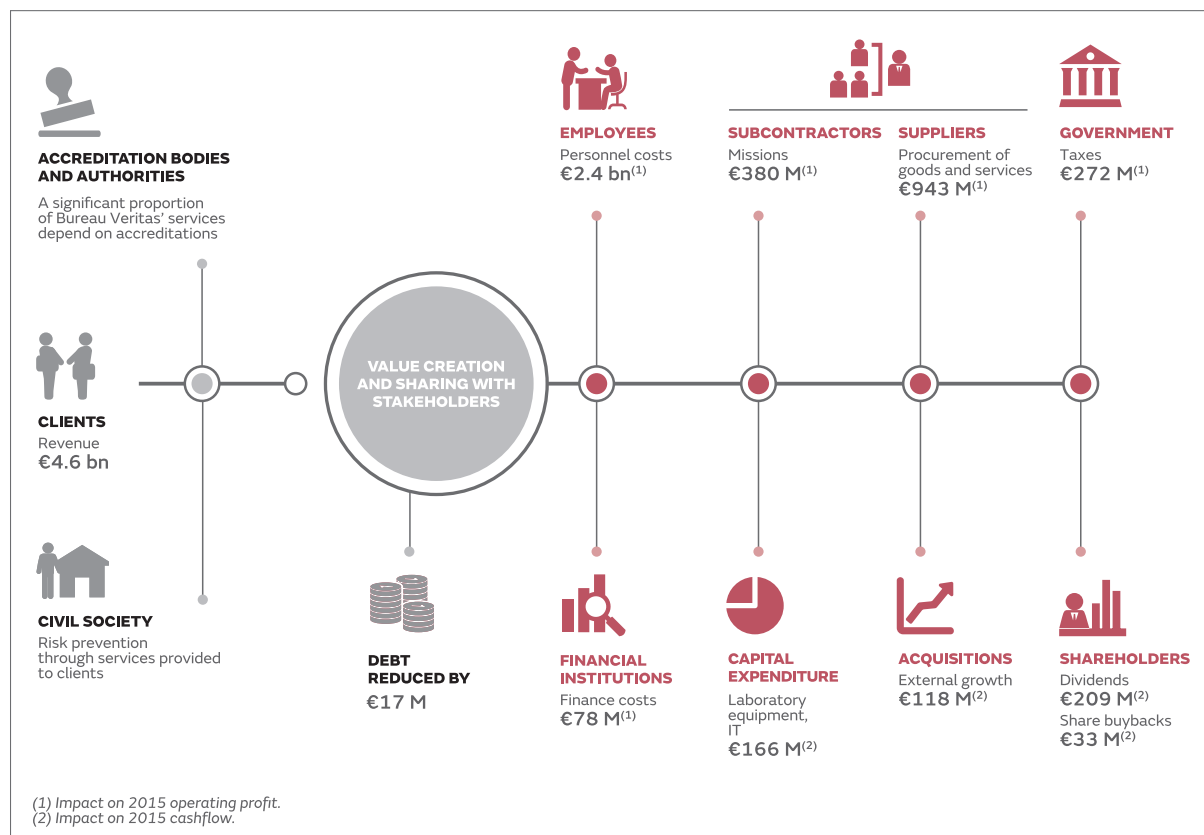 ACCREDITATION BODIES
AND AUTHORITIES
A significant proportion
of Bureau Veritas’ services
depend on accreditations
CLIENTS
Revenue
€4.6 bn
CIVIL SOCIETY
Risk prevention
through services provided
to clients
VALUE CREATION
AND SHARING WITH
STAKEHOLDERS
DEBT
REDUCED BY
€17 M
EMPLOYEES
Personnel costs
€2.4 bn(1)
SUBCONTRACTORS
Missions
€380 M(1)
SUPPLIERS
Procurement of
goods and services
€943 M(1)
GOVERNMENT
Taxes
€272 M(1)
FINANCIAL
INSTITUTIONS
Finance costs
€78 M(1)
CAPITAL
EXPENDITURE
Laboratory
equipment,
IT
€166 M(2)
ACQUISITIONS
External growth
€118 M(2)
SHAREHOLDERS
Dividends
€209 M(2)
Share buybacks
€33 M(2)
(1) Impact on 2015 operating profit.
(2) Impact on 2015 cashflow.